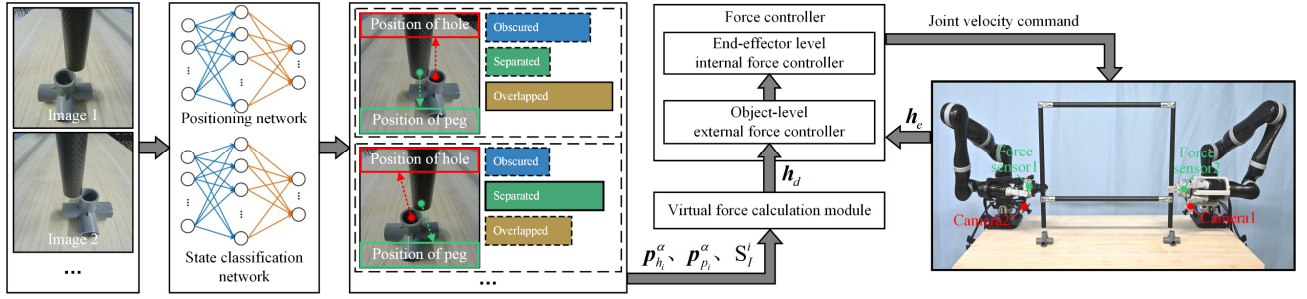 Image 1
Image 2
...
...
Positioning network
...
...
State classification
network
Position of hole
Obscured
Separated
Overlapped
Position of peg
Position of hole
Obscured
Separated
Overlapped
Position of peg
...
p_{h_i}^α、p_{p_i}^α、S_I^i
Force controller
End-effector level
internal force controller
Object-level
external force controller
h_d
Virtual force calculation module
Joint velocity command
h_e
Force
sensor1
Force
sensor2
Camera2
Camera1